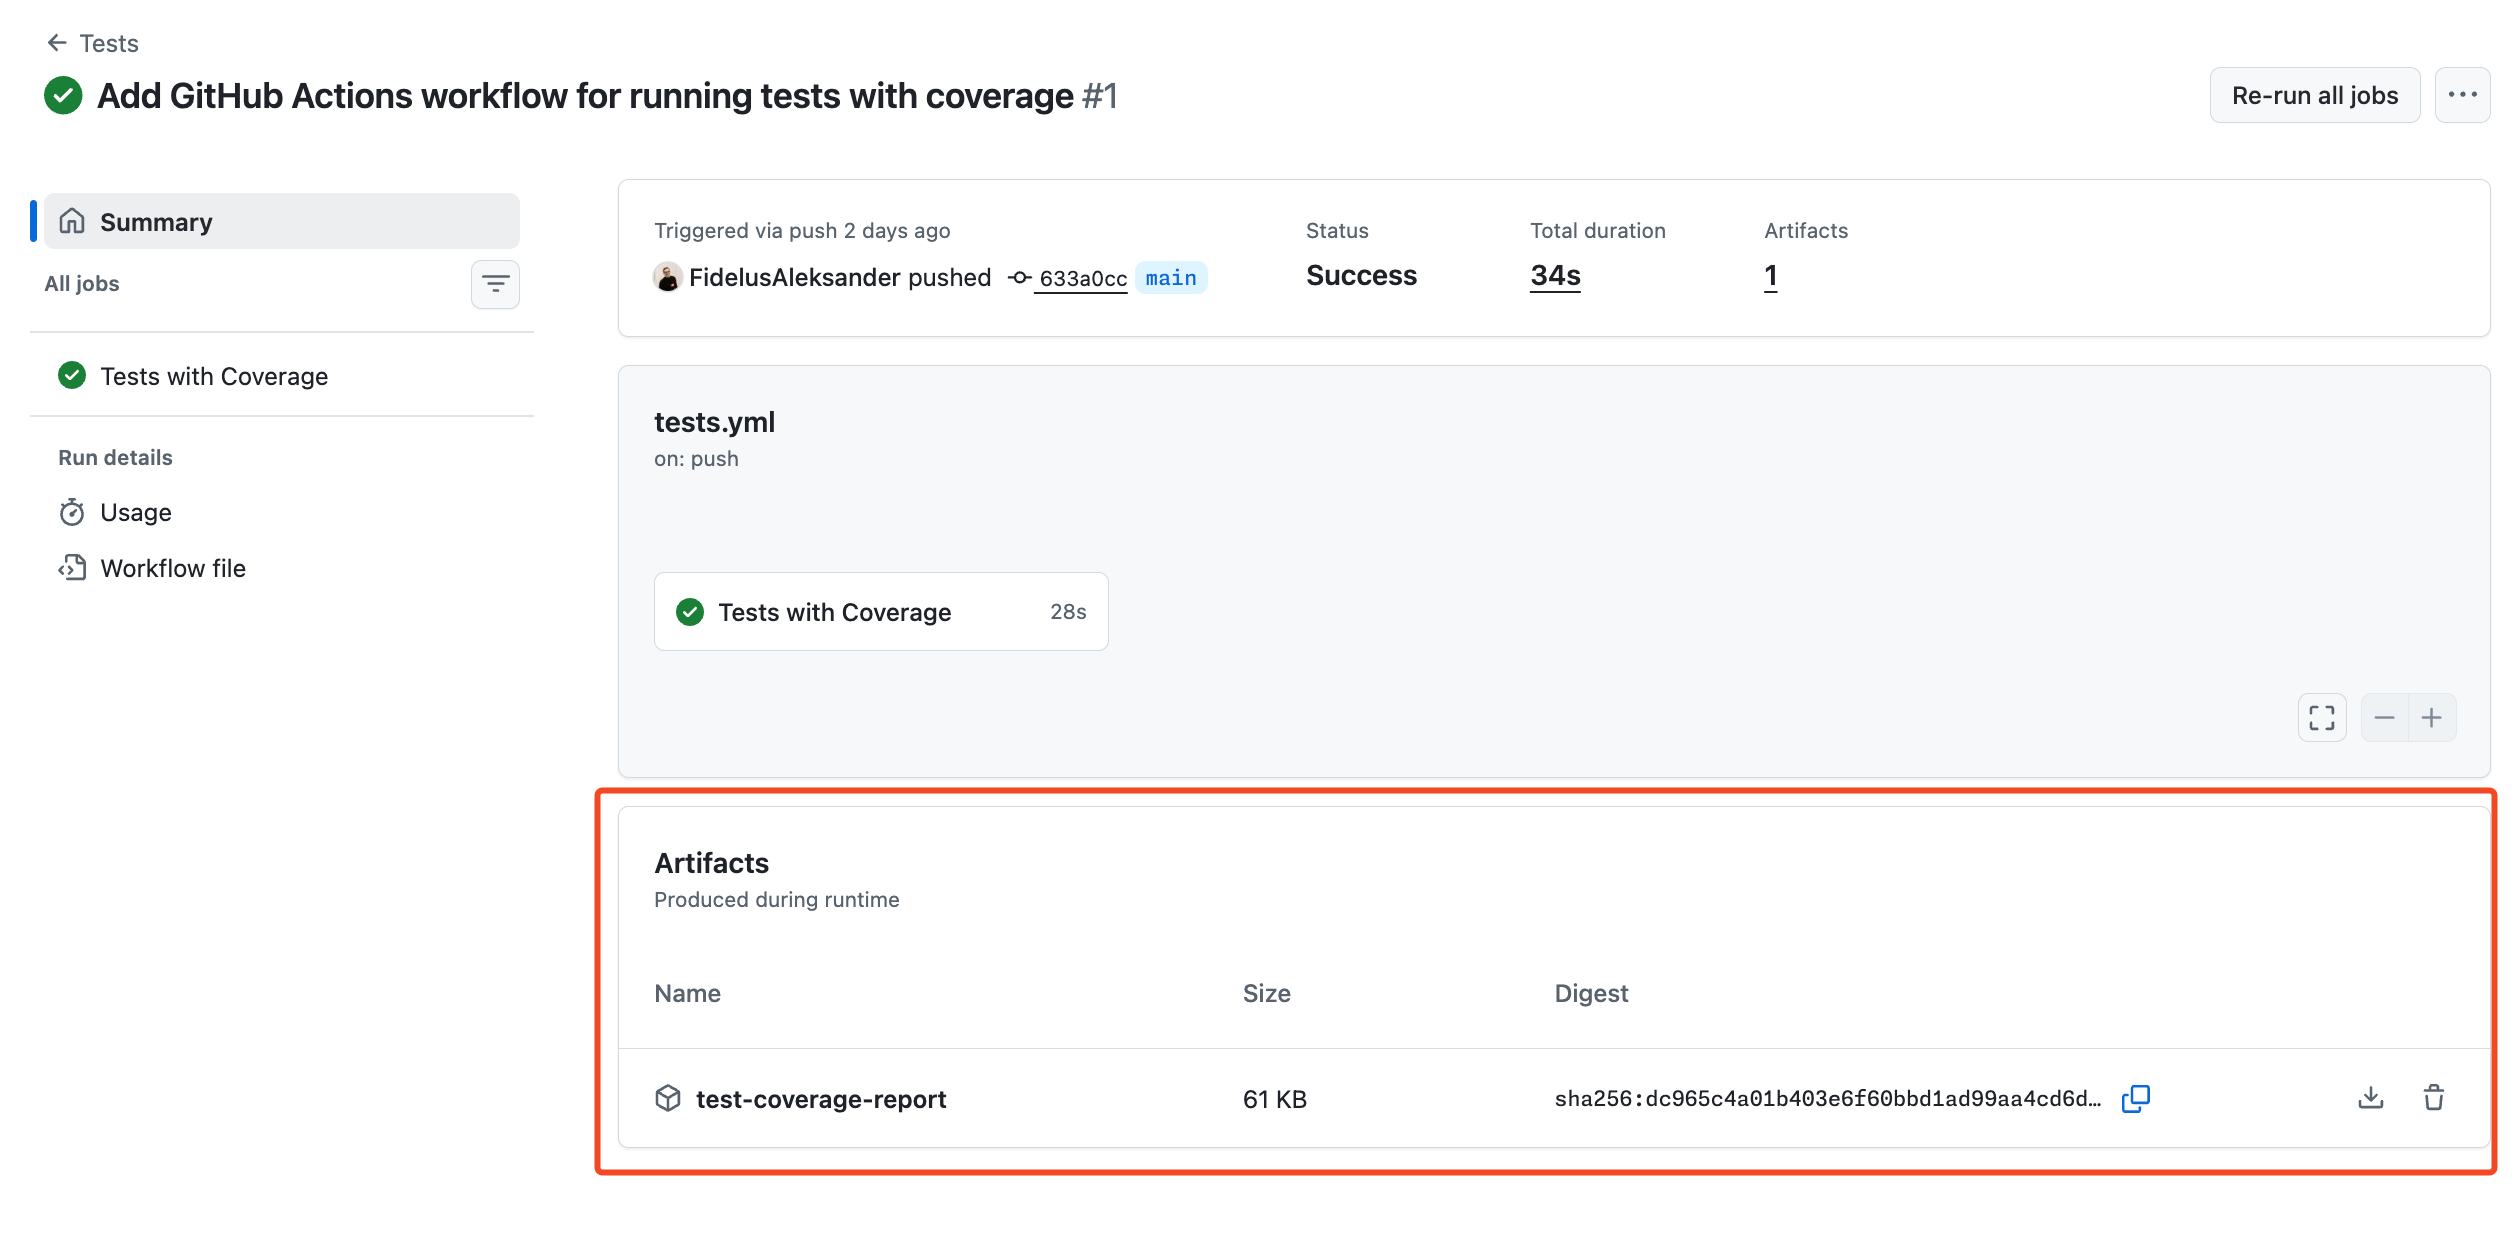 Tests
Add GitHub Actions workflow for running tests with coverage #1
Re-run all jobs
Summary
All jobs
Tests with Coverage
Run details
Usage
Workflow file
Triggered via push 2 days ago
FidelusAleksander pushed 633a0cc main
Status
Success
Total duration
34s
Artifacts
1
tests.yml
on: push
Tests with Coverage 28s
Artifacts
Produced during runtime
Name Size Digest
test-coverage-report 61 KB sha256:dc965c4a01b403e6f60bbd1ad99aa4cd6d…